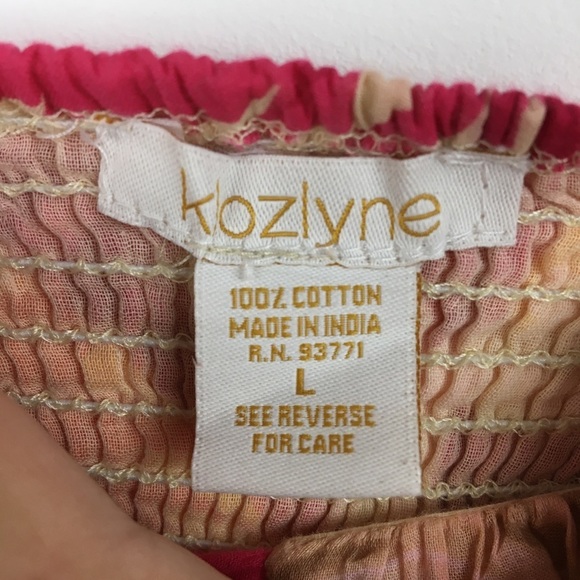 klozlyne
100% COTTON
MADE IN INDIA
R.N. 93771
L
SEE REVERSE
FOR CARE